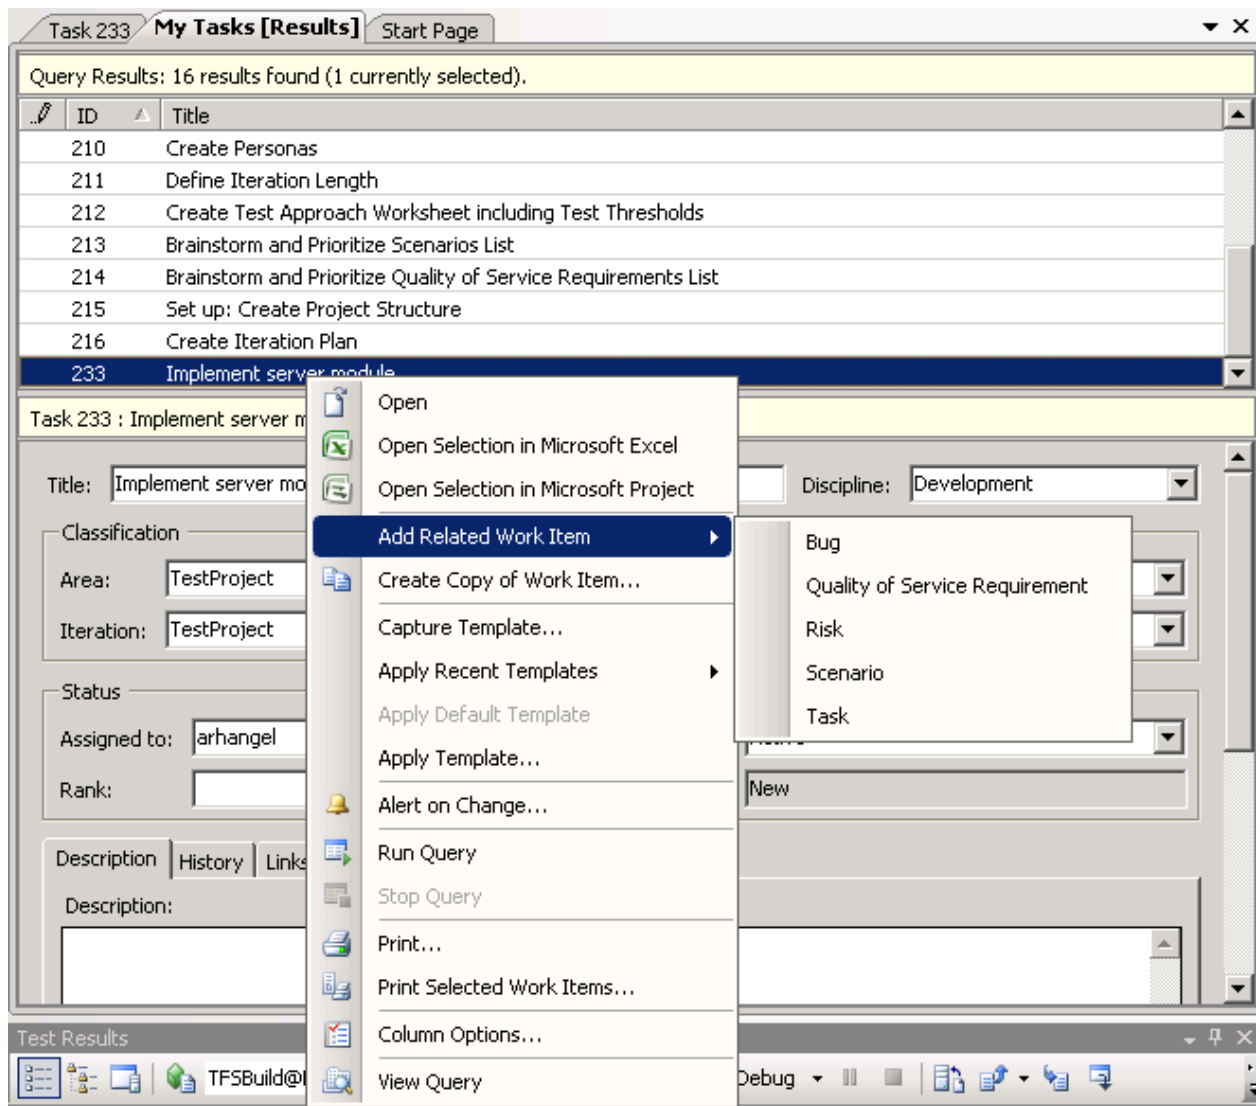 Task 233 My Tasks [Results] Start Page
Query Results: 16 results found (1 currently selected).
ID Title
210 Create Personas
211 Define Iteration Length
212 Create Test Approach Worksheet including Test Thresholds
213 Brainstorm and Prioritize Scenarios List
214 Brainstorm and Prioritize Quality of Service Requirements List
215 Set up: Create Project Structure
216 Create Iteration Plan
233 Implement server module
Task 233 : Implement server
Title: Implement server Discipline: Development
Classification
Area: TestProject
Iteration: TestProject
Status
Assigned to: arhangel
Rank: New
Description History Links
Description:
Open
Open Selection in Microsoft Excel
Open Selection in Microsoft Project
Add Related Work Item
Create Copy of Work Item...
Capture Template...
Apply Recent Templates
Apply Default Template
Apply Template...
Alert on Change...
Run Query
Stop Query
Print...
Print Selected Work Items...
Column Options...
View Query
Bug
Quality of Service Requirement
Risk
Scenario
Task
Test Results
Debug